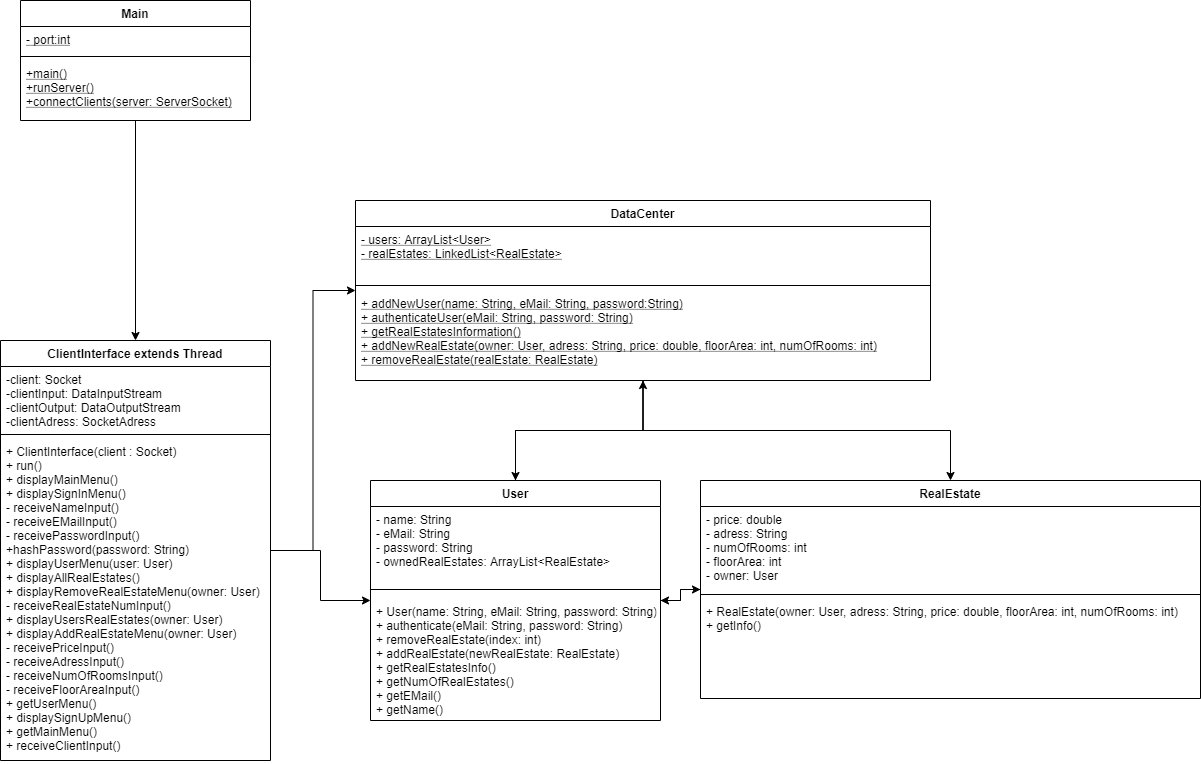 Main
- port:int
+main()
+runServer()
+connectClients(server: ServerSocket)
DataCenter
- users: ArrayList<User>
- realEstates: LinkedList<RealEstate>
+ addNewUser(name: String, eMail: String, password:String)
+ authenticateUser(eMail: String, password: String)
+ getRealEstatesInformation()
+ addNewRealEstate(owner: User, adress: String, price: double, floorArea: int, numOfRooms: int)
+ removeRealEstate(realEstate: RealEstate)
ClientInterface extends Thread
-client: Socket
-clientInput: DataInputStream
-clientOutput: DataOutputStream
-clientAdress: SocketAdress
+ ClientInterface(client : Socket)
+ run()
+ displayMainMenu()
+ displaySignInMenu()
- receiveNameInput()
- receiveEMailInput()
- receivePasswordInput()
+hashPassword(password: String)
+ displayUserMenu(user: User)
+ displayAllRealEstates()
+ displayRemoveRealEstateMenu(owner: User)
- receiveRealEstateNumInput()
+ displayUsersRealEstates(owner: User)
+ displayAddRealEstateMenu(owner: User)
- receivePriceInput()
- receiveAdressInput()
- receiveNumOfRoomsInput()
- receiveFloorAreaInput()
+ getUserMenu()
+ displaySignUpMenu()
+ getMainMenu()
+ receiveClientInput()
User
- name: String
- eMail: String
- password: String
- ownedRealEstates: ArrayList<RealEstate>
+ User(name: String, eMail: String, password: String)
+ authenticate(eMail: String, password: String)
+ removeRealEstate(index: int)
+ addRealEstate(newRealEstate: RealEstate)
+ getRealEstatesInfo()
+ getNumOfRealEstates()
+ getEMail()
+ getName()
RealEstate
- price: double
- adress: String
- numOfRooms: int
- floorArea: int
- owner: User
+ RealEstate(owner: User, adress: String, price: double, floorArea: int, numOfRooms: int)
+ getInfo()